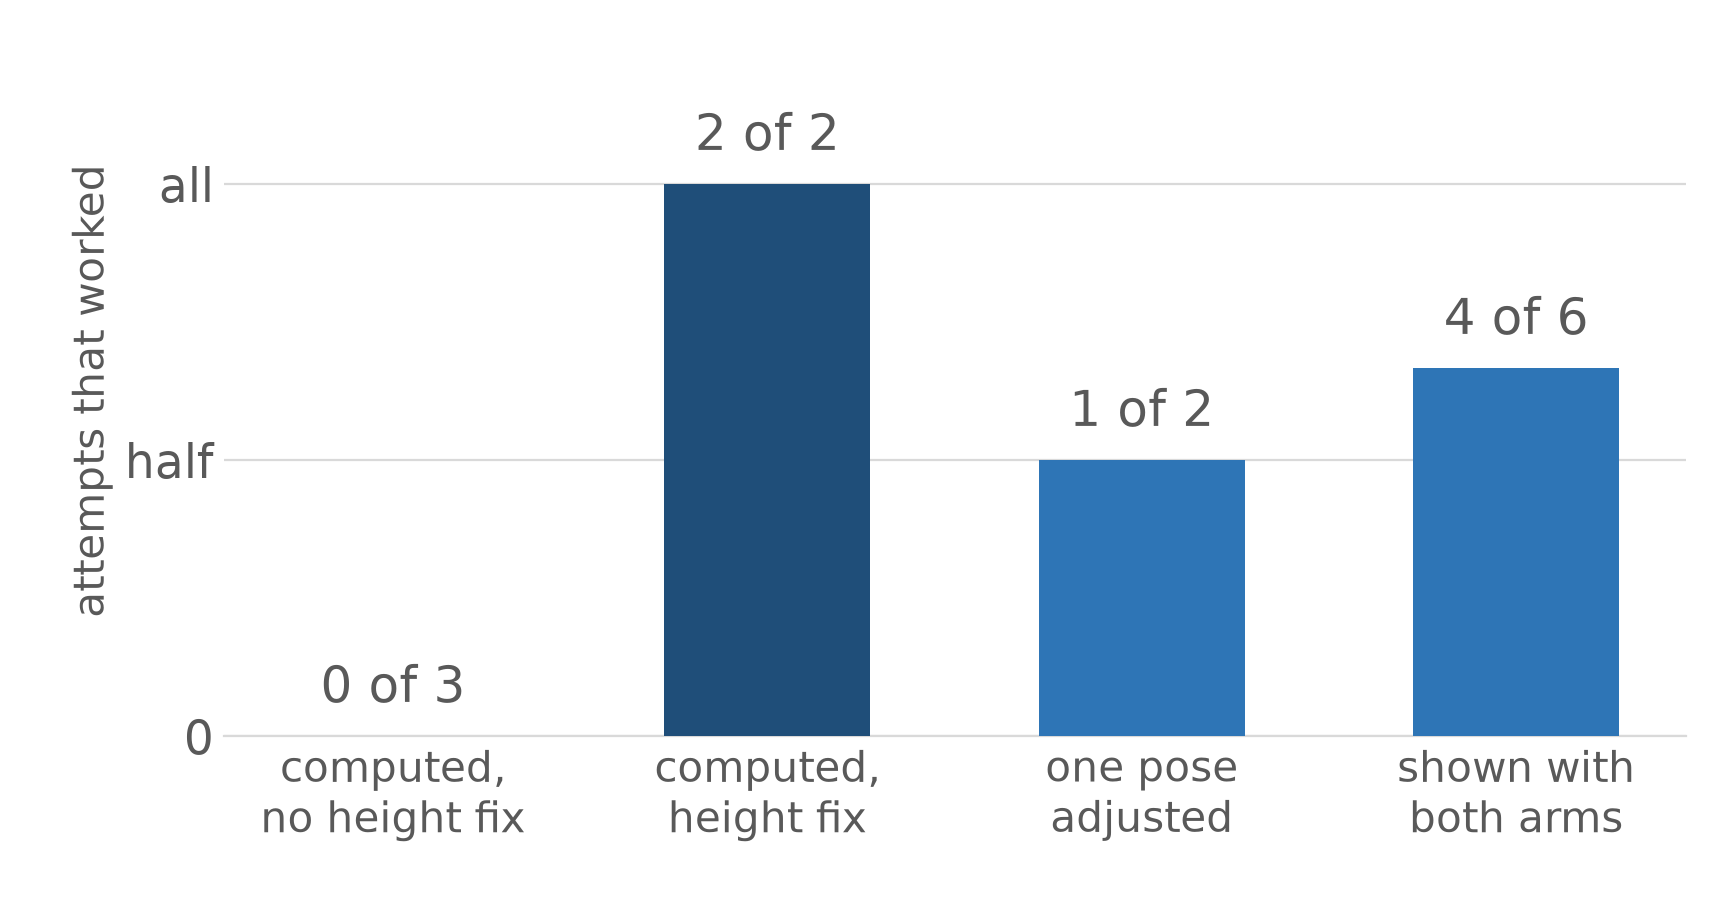 attempts that worked
all
half
0
0 of 3
2 of 2
1 of 2
4 of 6
computed,
no height fix
computed,
height fix
one pose
adjusted
shown with
both arms